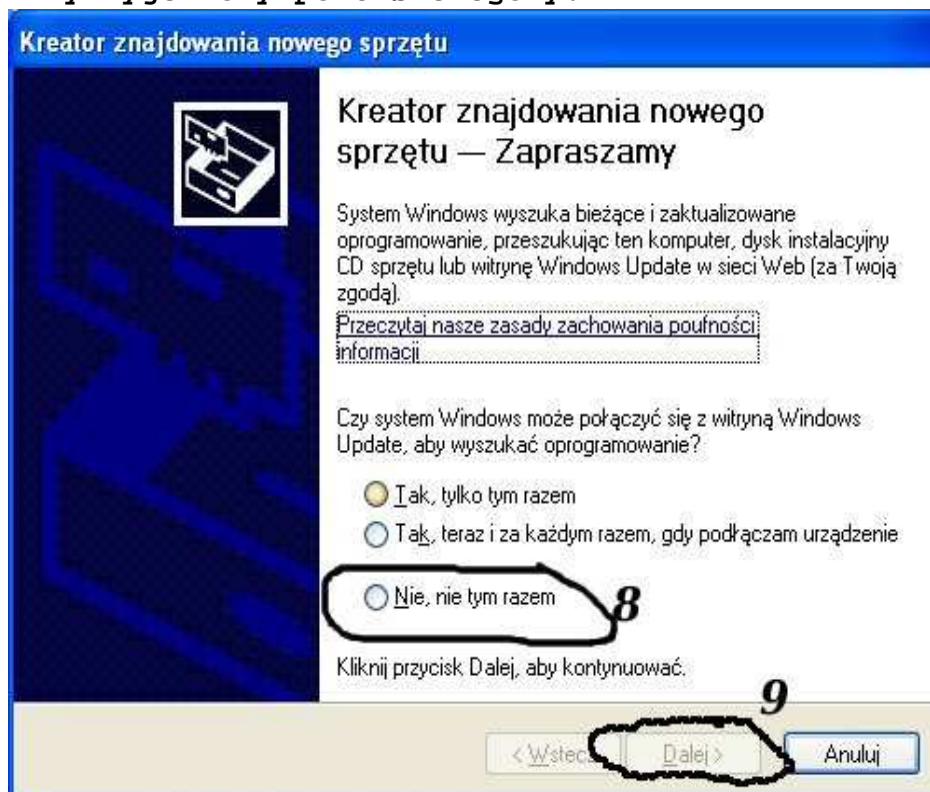 Kreator znajdowania nowego sprzętu
Kreator znajdowania nowego
sprzętu — Zapraszamy
System Windows wyszuka bieżące i zaktualizowane
oprogramowanie, przeszukując ten komputer, dysk instalacyjny
CD sprzętu lub witrynę Windows Update w sieci Web (za Twoją
zgodą).
Przeczytaj nasze zasady zachowania poufności
informacji
Czy system Windows może połączyć się z witryną Windows
Update, aby wyszukać oprogramowanie?
Tak, tylko tym razem
Tak, teraz i za każdym razem, gdy podłączam urządzenie
Nie, nie tym razem 8
Kliknij przycisk Dalej, aby kontynuować.
9
< Wstecz Dalej > Anuluj